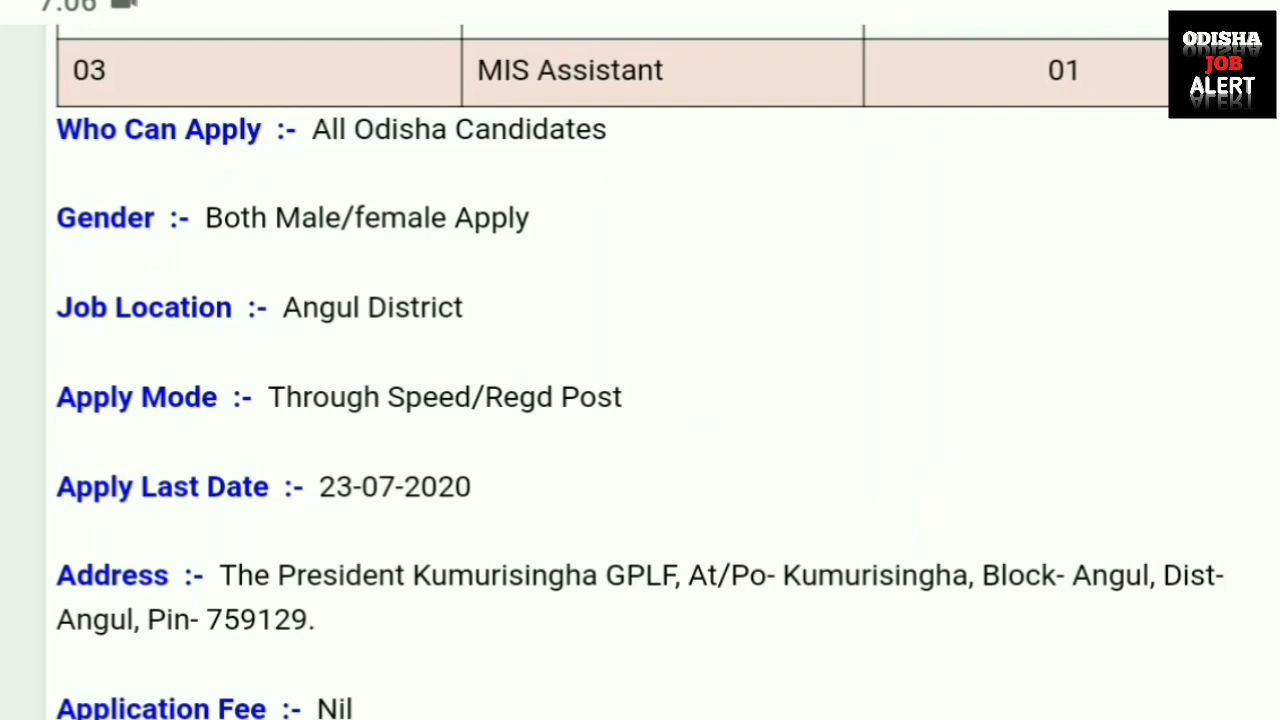 7:06
03 MIS Assistant 01
ODISHA
JOB
ALERT
Who Can Apply :- All Odisha Candidates
Gender :- Both Male/female Apply
Job Location :- Angul District
Apply Mode :- Through Speed/Regd Post
Apply Last Date :- 23-07-2020
Address :- The President Kumurisingha GPLF, At/Po- Kumurisingha, Block- Angul, Dist-
Angul, Pin- 759129.
Application Fee :- Nil